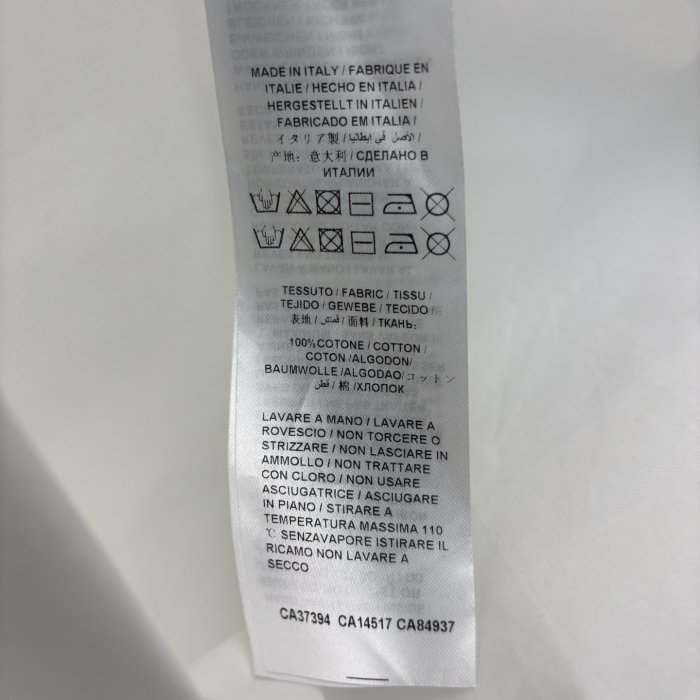 MADE IN ITALY / FABRIQUE EN
ITALIE / HECHO EN ITALIA /
HERGESTELLT IN ITALIEN /
FABRICADO EM ITALIA /
イタリア製 / الأصل في ايطاليا /
产地: 意大利 / СДЕЛАНО В
ИТАЛИИ
TESSUTO / FABRIC / TISSU /
TEJIDO / GEWEBE / TECIDO /
表地 / قماش / 面料 / ТКАНЬ:
100%COTONE / COTTON /
COTON /ALGODON/
BAUMWOLLE /ALGODAO/コットン
قطن / 棉 /ХЛОПОК
LAVARE A MANO / LAVARE A
ROVESCIO / NON TORCERE O
STRIZZARE / NON LASCIARE IN
AMMOLLO / NON TRATTARE
CON CLORO / NON USARE
ASCIUGATRICE / ASCIUGARE
IN PIANO / STIRARE A
TEMPERATURA MASSIMA 110
℃ SENZAVAPORE ISTIRARE IL
RICAMO NON LAVARE A
SECCO
CA37394 CA14517 CA84937